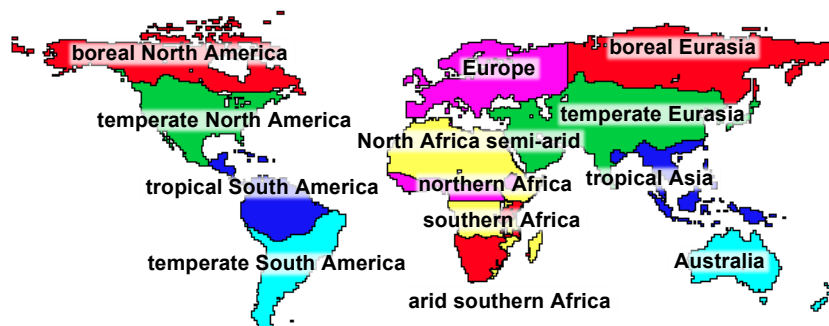 boreal North America
boreal Eurasia
Europe
temperate North America
temperate Eurasia
North Africa semi-arid
tropical South America
northern Africa
tropical Asia
southern Africa
temperate South America
Australia
arid southern Africa